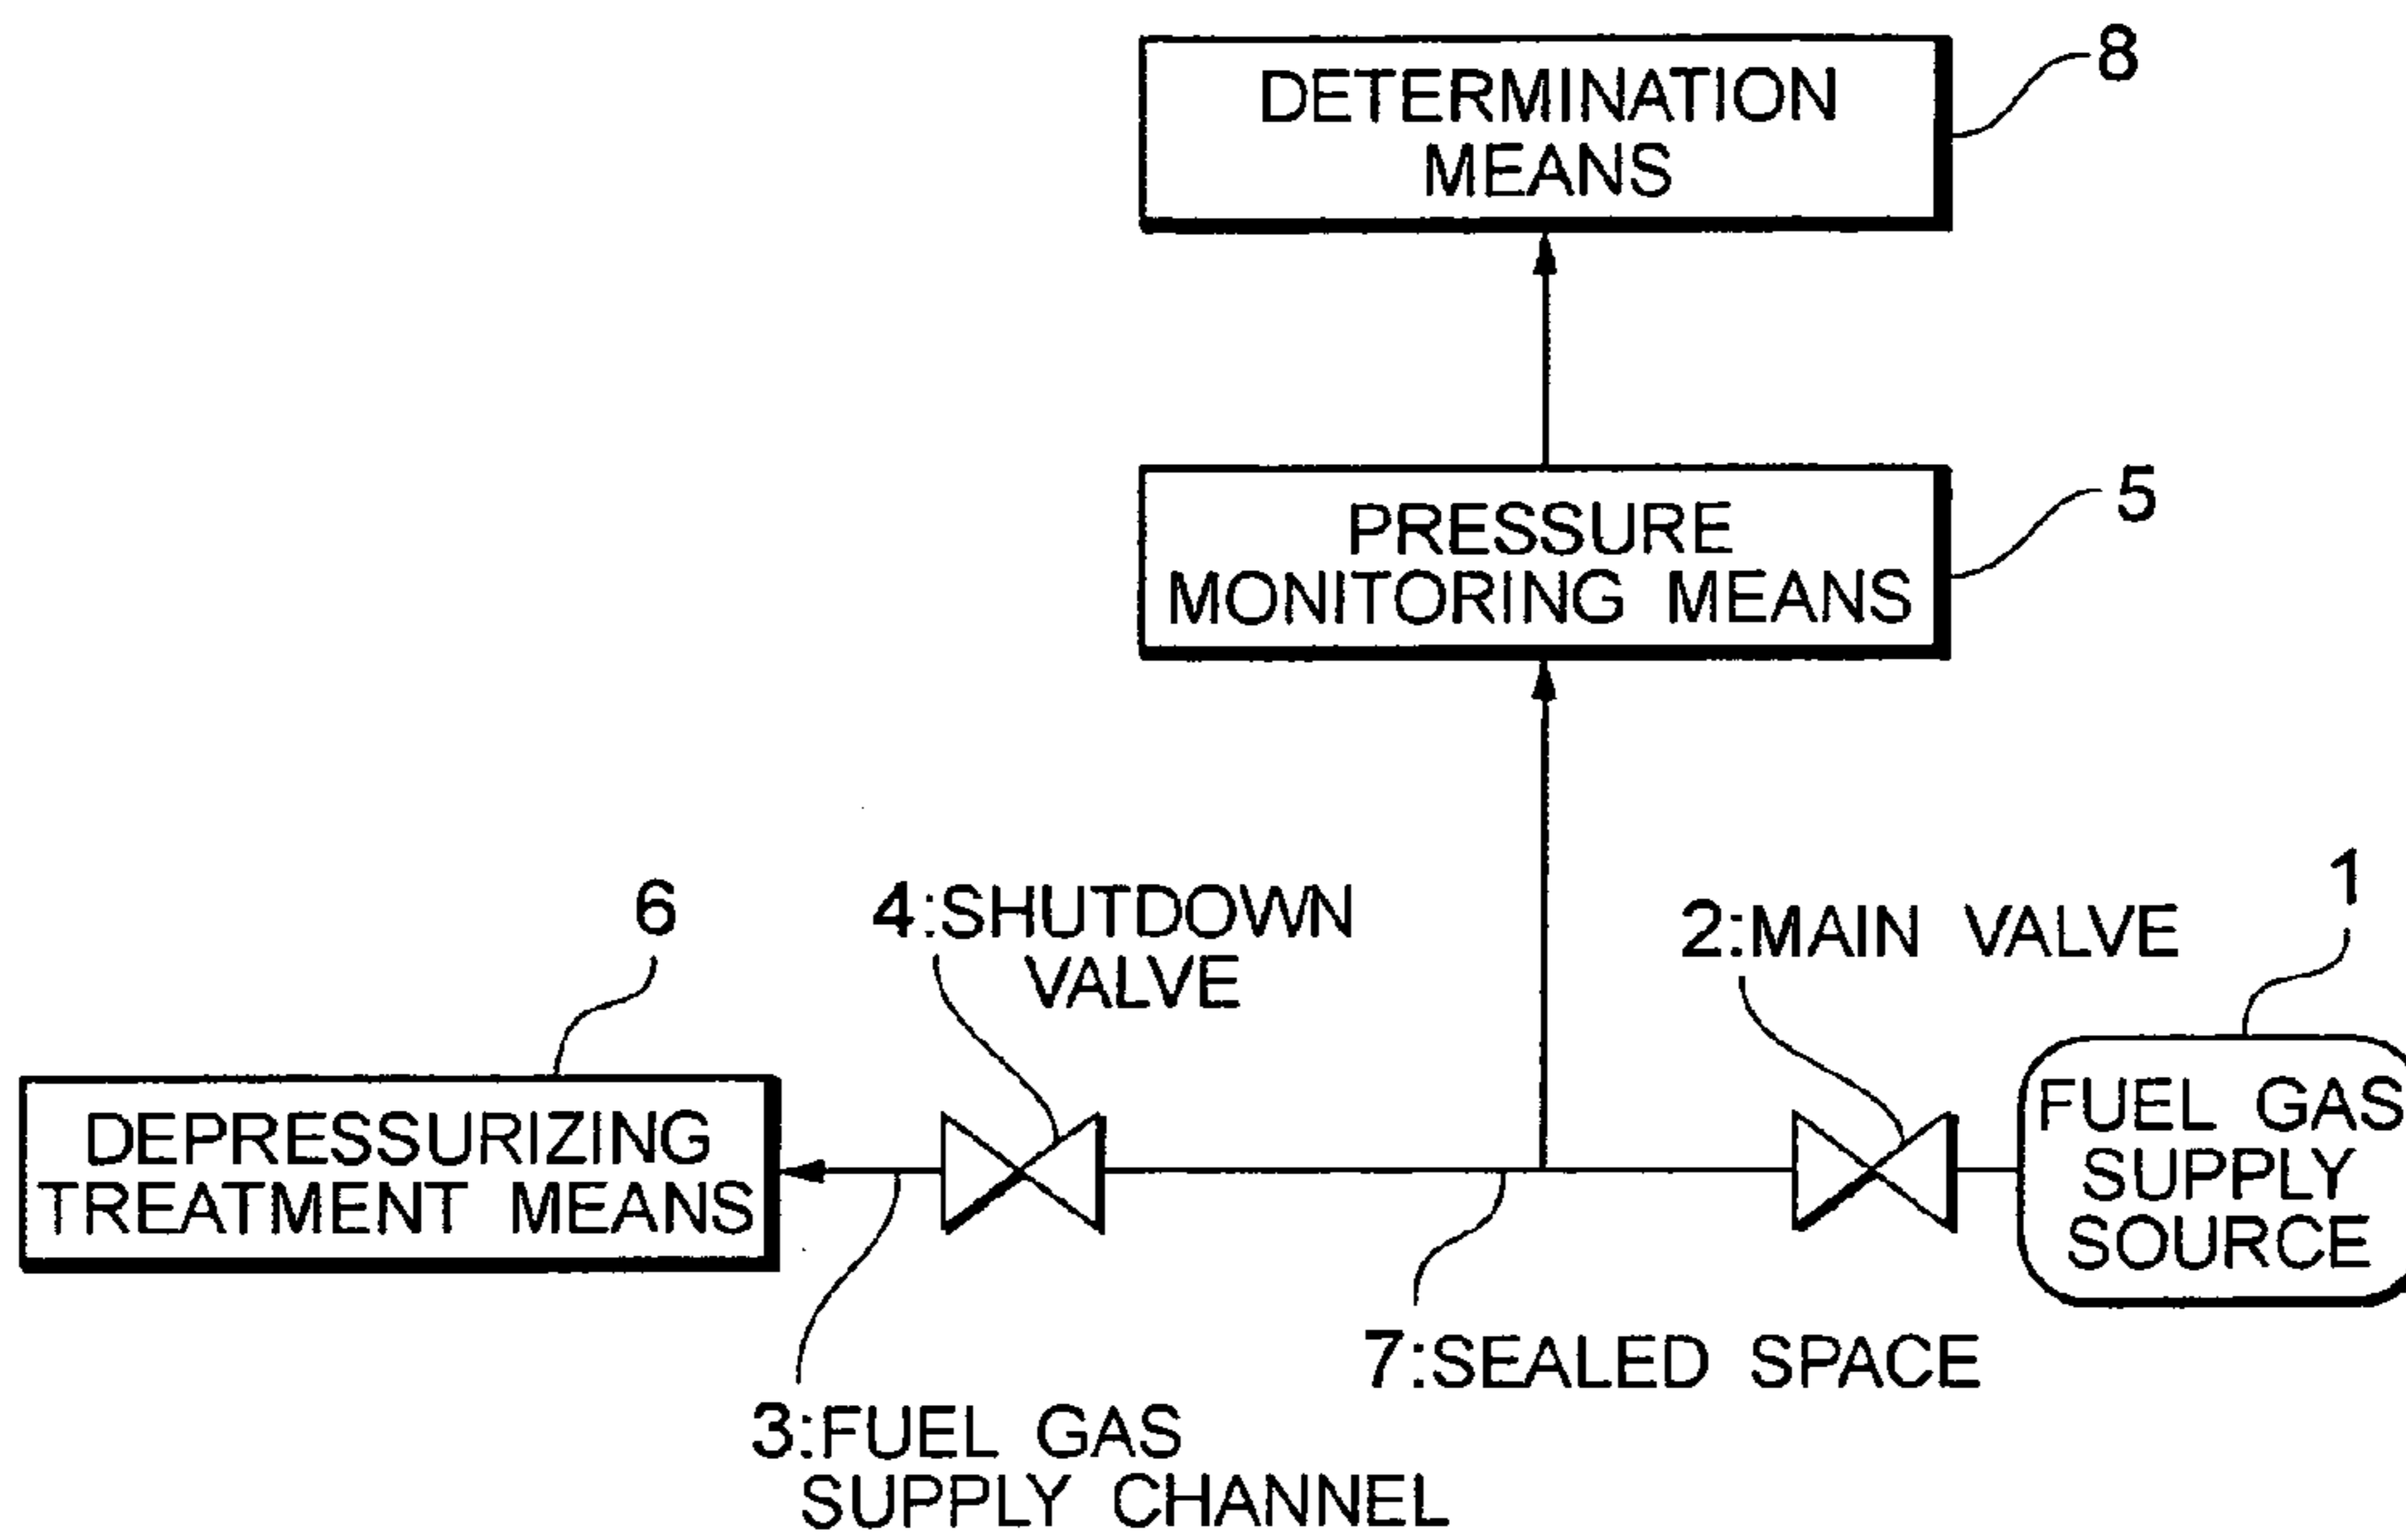 8
DETERMINATION
MEANS
5
PRESSURE
MONITORING MEANS
6
4:SHUTDOWN
VALVE
2:MAIN VALVE
1
DEPRESSURIZING
TREATMENT MEANS
FUEL GAS
SUPPLY
SOURCE
7:SEALED SPACE
3:FUEL GAS
SUPPLY CHANNEL